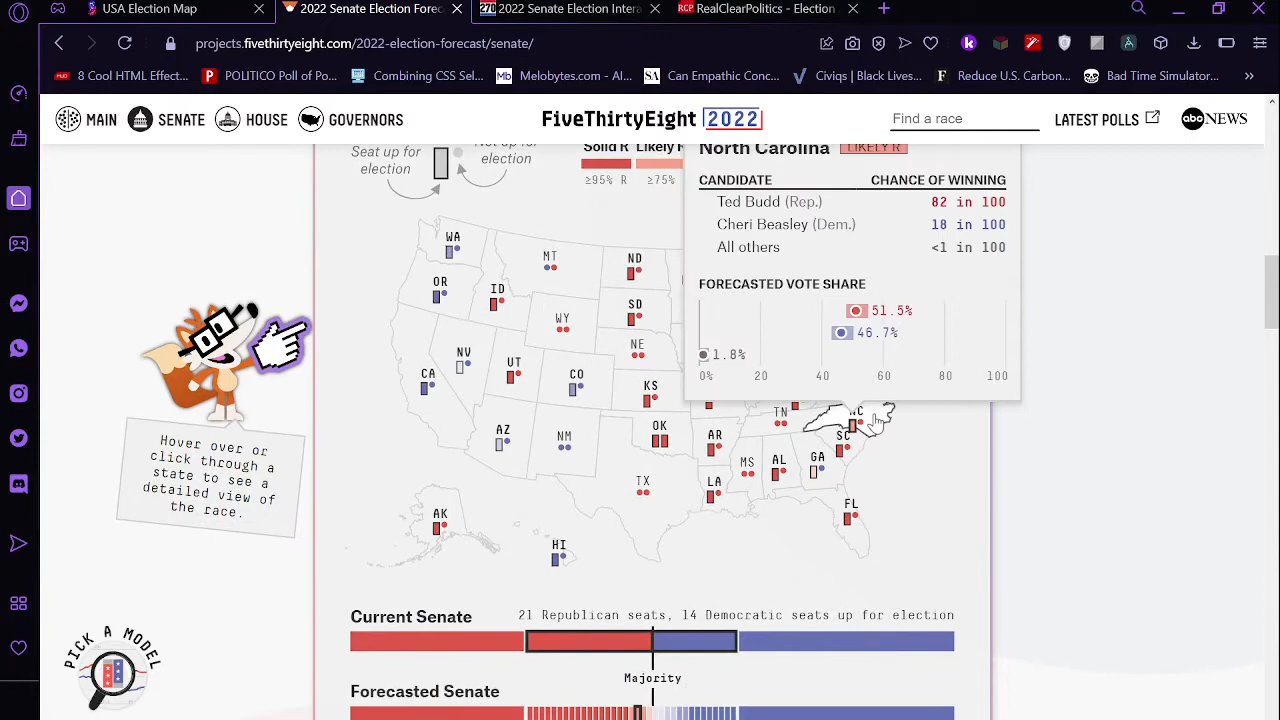 USA Election Map
2022 Senate Election Forec
270 2022 Senate Election Intera
RCP RealClearPolitics - Election
projects.fivethirtyeight.com/2022-election-forecast/senate/
8 Cool HTML Effect...
POLITICO Poll of Po...
Combining CSS Sel...
Mb Melobytes.com - Al...
SA Can Empathic Conc...
Civiqs | Black Lives...
F Reduce U.S. Carbon...
Bad Time Simulator...
MAIN SENATE HOUSE GOVERNORS
FiveThirtyEight 2022
Find a race
LATEST POLLS
abc NEWS
Seat up for
election
Not up for
election
Solid R
≥95% R
Likely R
≥75%
North Carolina LIKELY R
CANDIDATE CHANCE OF WINNING
Ted Budd (Rep.) 82 in 100
Cheri Beasley (Dem.) 18 in 100
All others <1 in 100
FORECASTED VOTE SHARE
51.5%
46.7%
1.8%
0% 20 40 60 80 100
WA
MT
ND
OR
ID
SD
WY
NE
NV
UT
CO
CA
KS
AZ
NM
OK
AR
TN
NC
SC
MS
AL
GA
TX
LA
FL
AK
HI
Hover over or
click through a
state to see a
detailed view of
the race.
PICK A MODEL
Current Senate
21 Republican seats, 14 Democratic seats up for election
Majority
Forecasted Senate